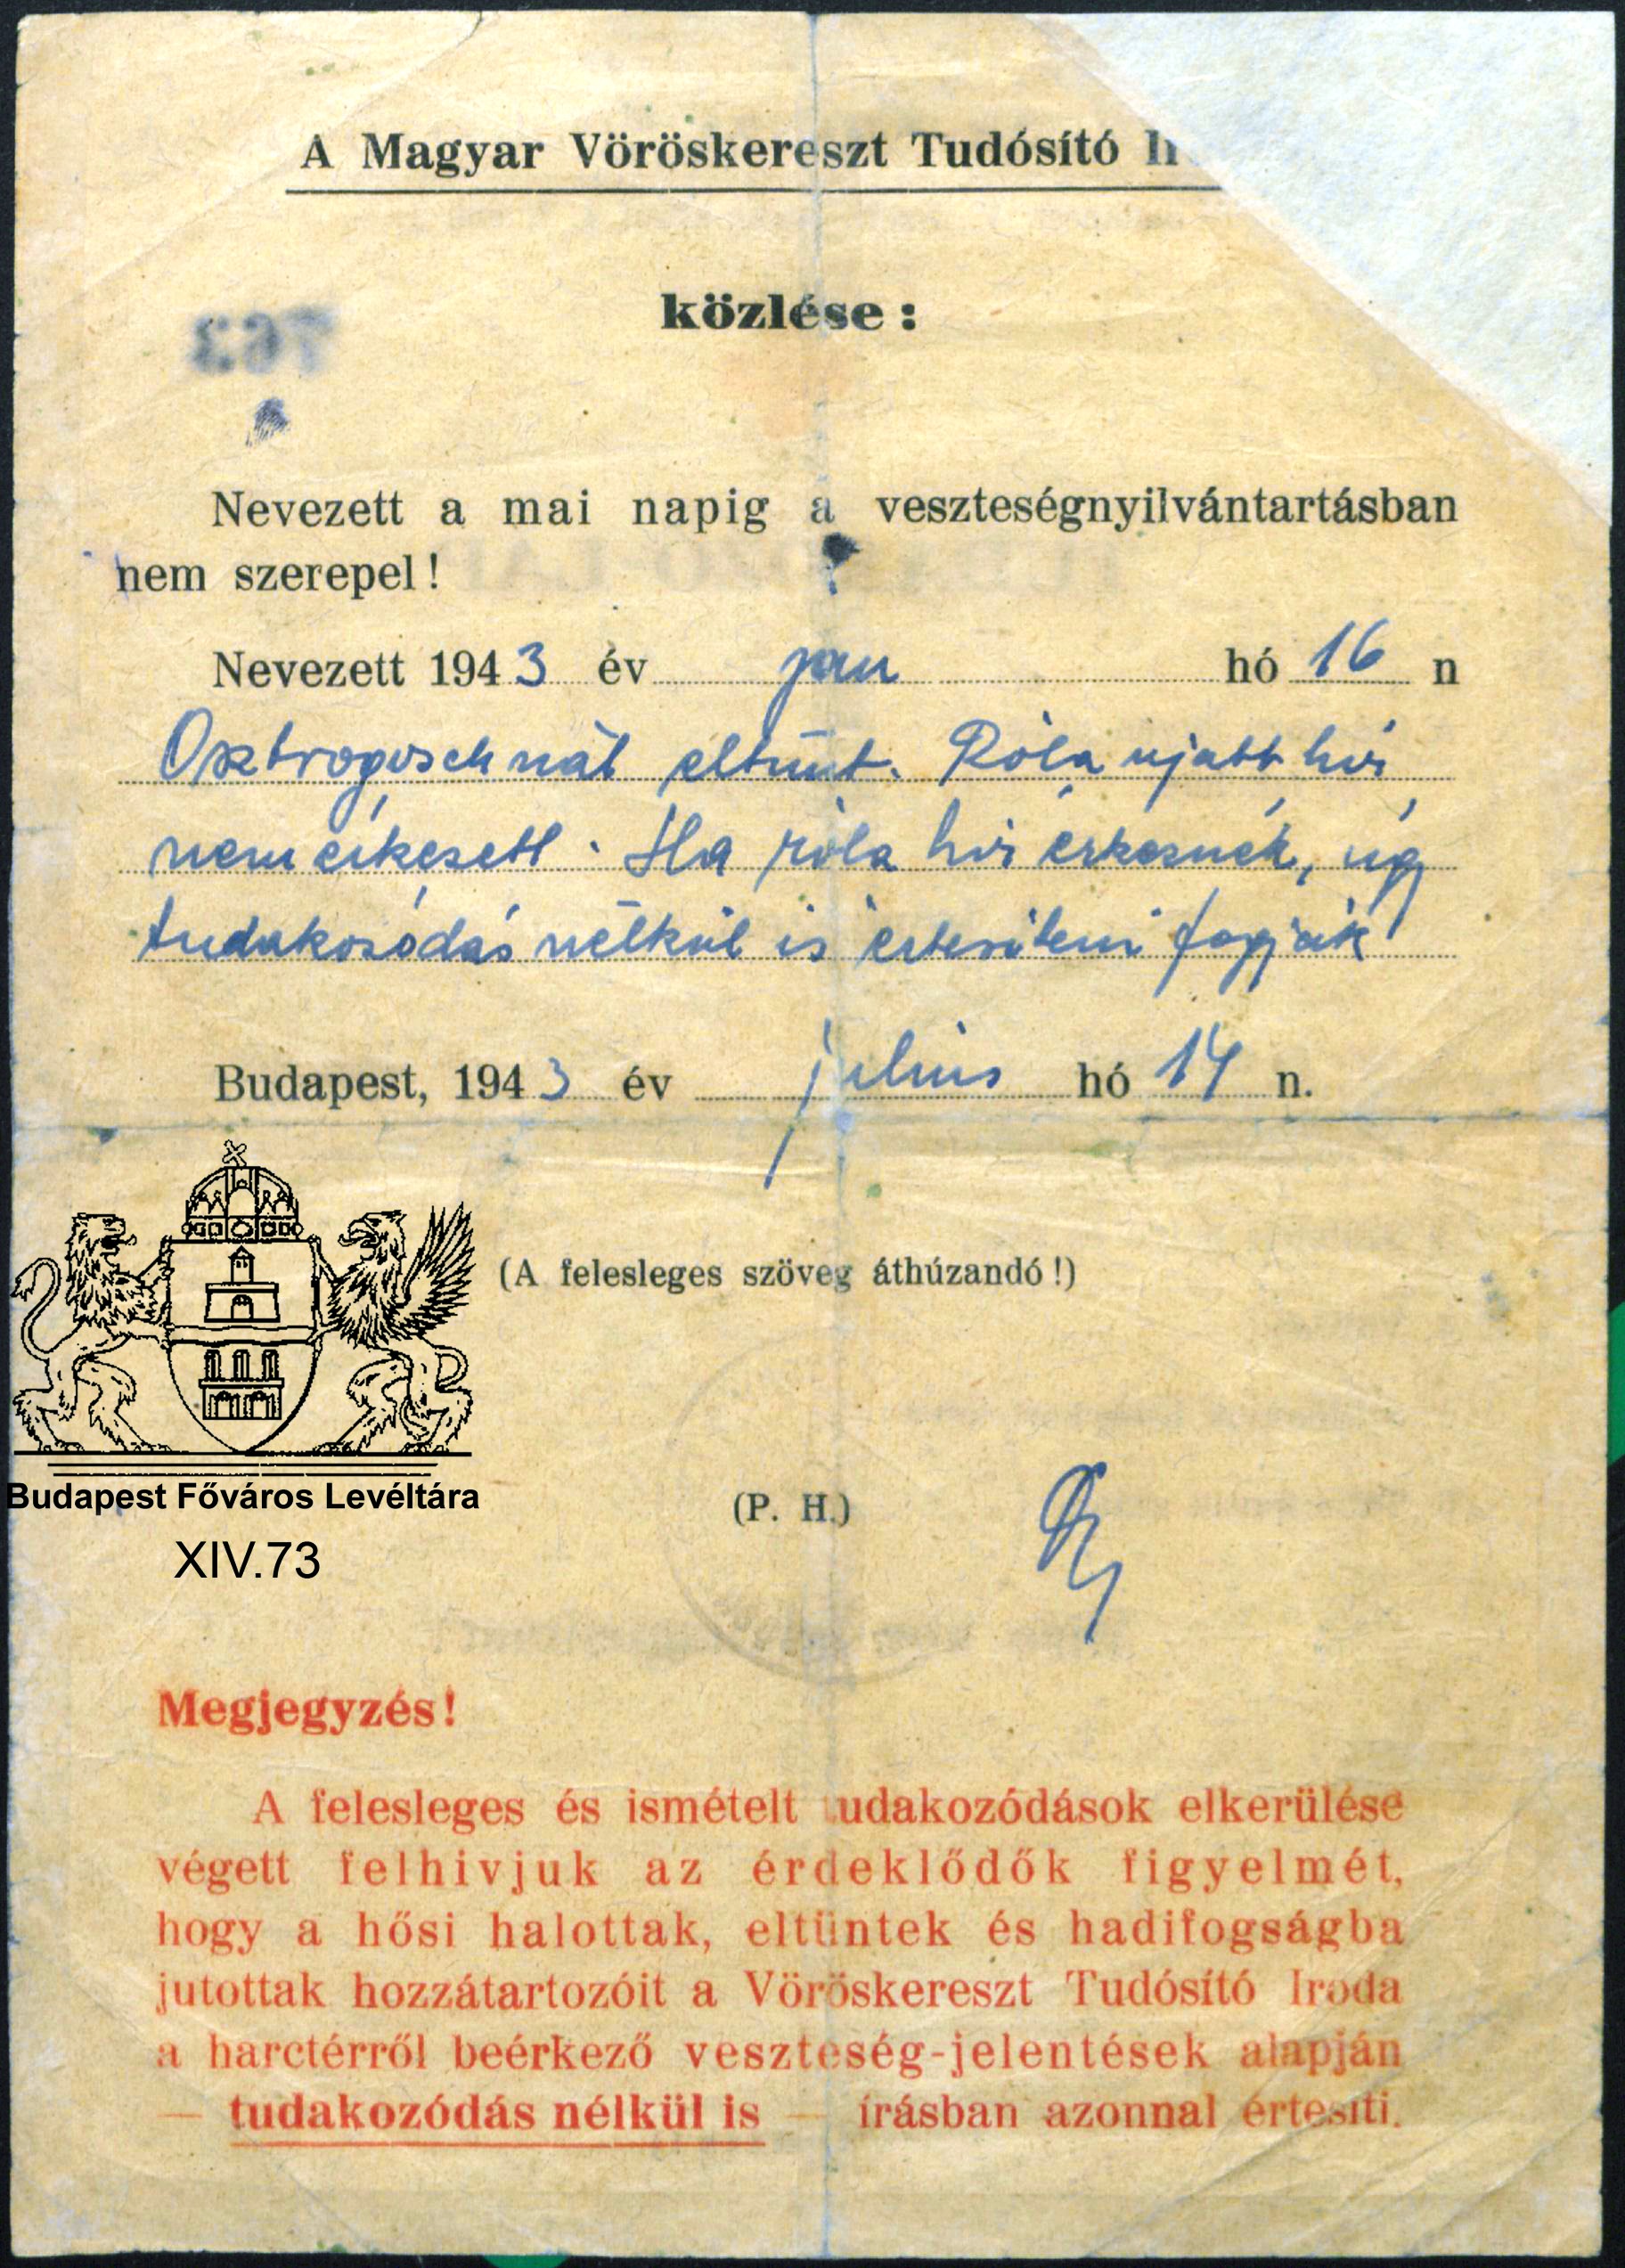 A Magyar Vöröskereszt Tudósító
közlése:
763
Nevezett a mai napig a veszteségnyilvántartásban
nem szerepel!
Nevezett 1943 év jan hó 16 n
Osztrogoschnál eltünt. Róla ujabb hir
nem érkezett. Ha róla hir érkeznék, úgy
tudakozódás nélkül is értesiteni fogják
Budapest, 1943 év július hó 14 n.
(A felesleges szöveg áthúzandó!)
Budapest Főváros Levéltára
(P. H.)
XIV.73
Megjegyzés!
A felesleges és ismételt tudakozódások elkerülése
végett felhivjuk az érdeklődők figyelmét,
hogy a hősi halottak, eltüntek és hadifogságba
jutottak hozzátartozóit a Vöröskereszt Tudósító Iroda
a harctérről beérkező veszteség-jelentések alapján
— tudakozódás nélkül is — írásban azonnal értesíti.